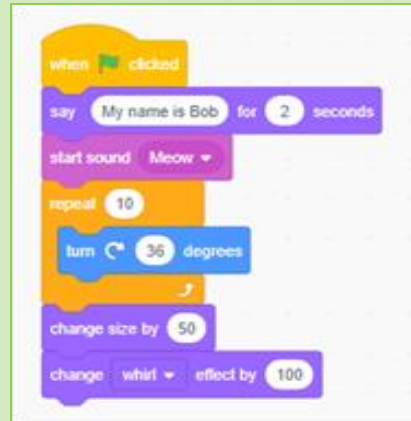 when clicked
say My name is Bob for 2 seconds
start sound Meow
repeat 10
turn 36 degrees
change size by 50
change whirl effect by 100